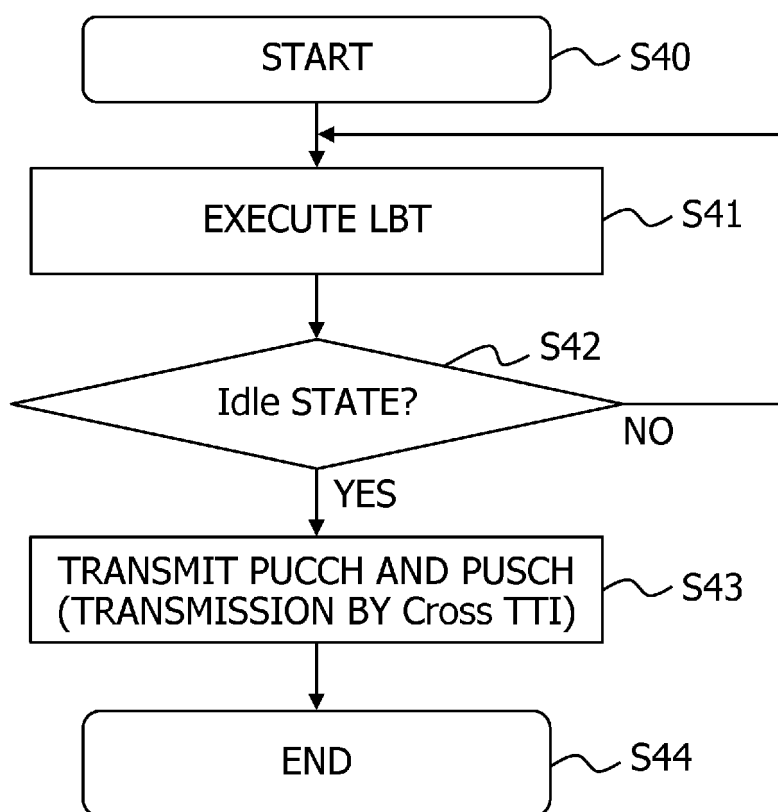 START
S40
EXECUTE LBT
S41
S42
Idle STATE?
NO
YES
TRANSMIT PUCCH AND PUSCH
(TRANSMISSION BY Cross TTI)
S43
END
S44